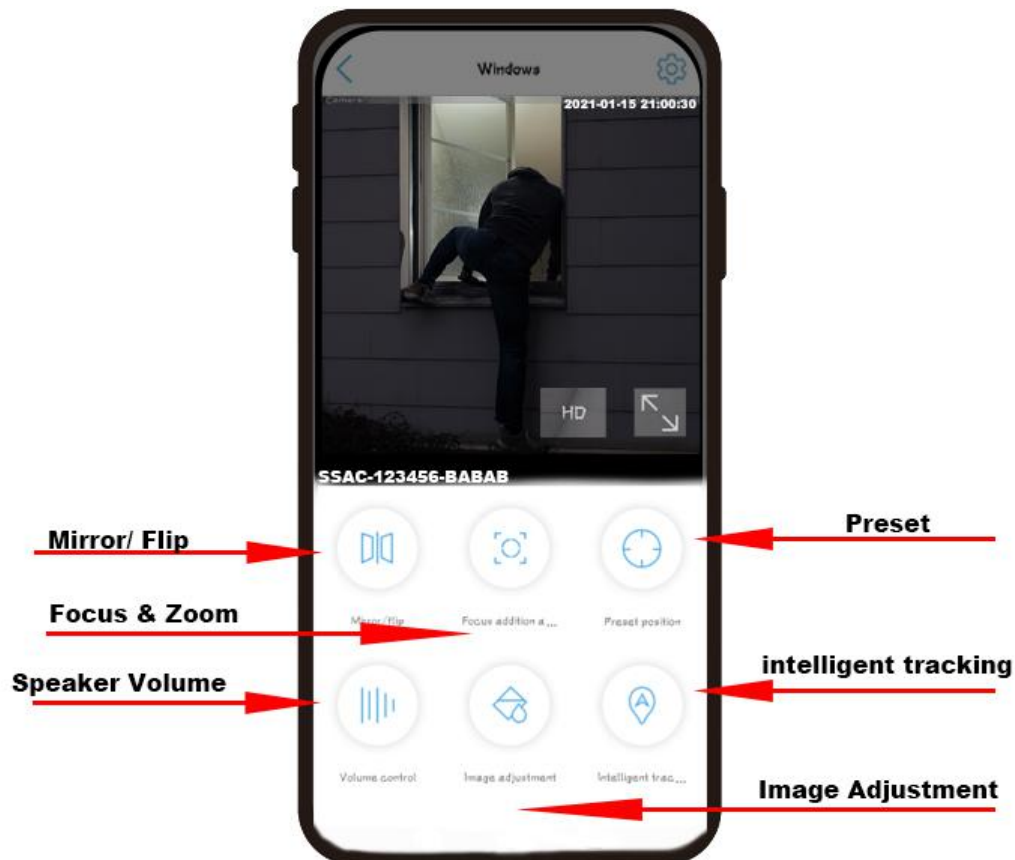 Windows
Camera
2021-01-15 21:00:30
HD
SSAC-123456-BABAB
Mirror/ Flip
Preset
Mirror/flip
Focus addition a...
Preset position
Focus & Zoom
Speaker Volume
intelligent tracking
Volume control
Image adjustment
Intelligent trac...
Image Adjustment